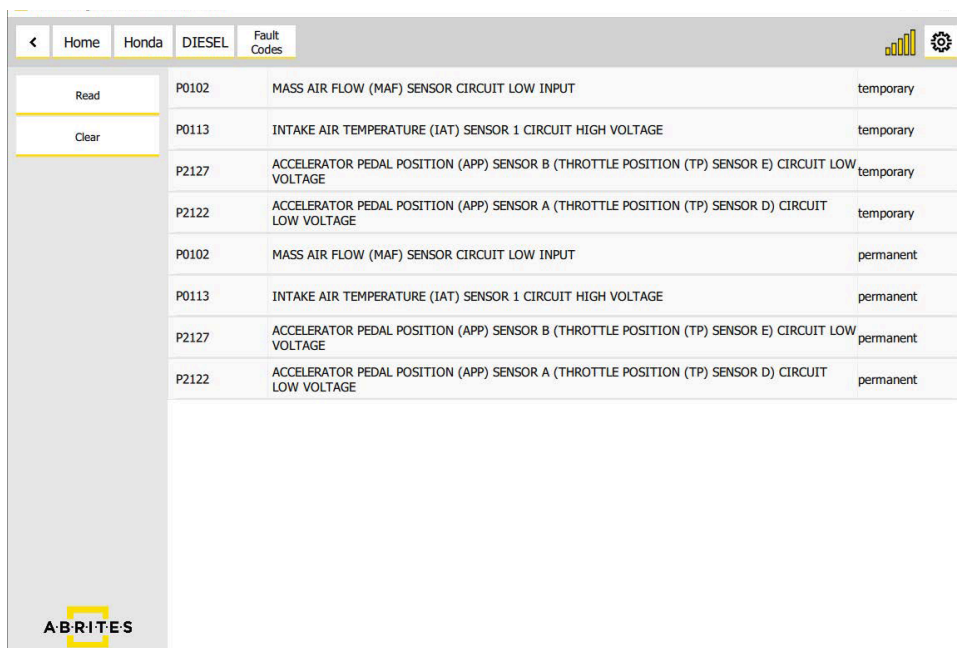 Home
Honda
DIESEL
Fault
Codes
Read
Clear
P0102 MASS AIR FLOW (MAF) SENSOR CIRCUIT LOW INPUT temporary
P0113 INTAKE AIR TEMPERATURE (IAT) SENSOR 1 CIRCUIT HIGH VOLTAGE temporary
P2127 ACCELERATOR PEDAL POSITION (APP) SENSOR B (THROTTLE POSITION (TP) SENSOR E) CIRCUIT LOW
VOLTAGE temporary
P2122 ACCELERATOR PEDAL POSITION (APP) SENSOR A (THROTTLE POSITION (TP) SENSOR D) CIRCUIT
LOW VOLTAGE temporary
P0102 MASS AIR FLOW (MAF) SENSOR CIRCUIT LOW INPUT permanent
P0113 INTAKE AIR TEMPERATURE (IAT) SENSOR 1 CIRCUIT HIGH VOLTAGE permanent
P2127 ACCELERATOR PEDAL POSITION (APP) SENSOR B (THROTTLE POSITION (TP) SENSOR E) CIRCUIT LOW
VOLTAGE permanent
P2122 ACCELERATOR PEDAL POSITION (APP) SENSOR A (THROTTLE POSITION (TP) SENSOR D) CIRCUIT
LOW VOLTAGE permanent
A·B·R·I·T·E·S